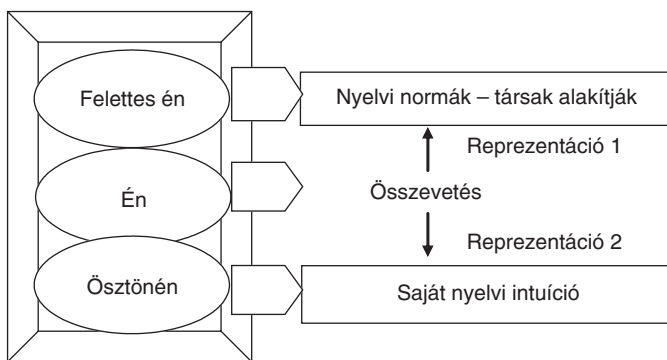 Felettes én
Nyelvi normák – társak alakítják
Reprezentáció 1
Én
Összevetés
Reprezentáció 2
Ösztönén
Saját nyelvi intuíció